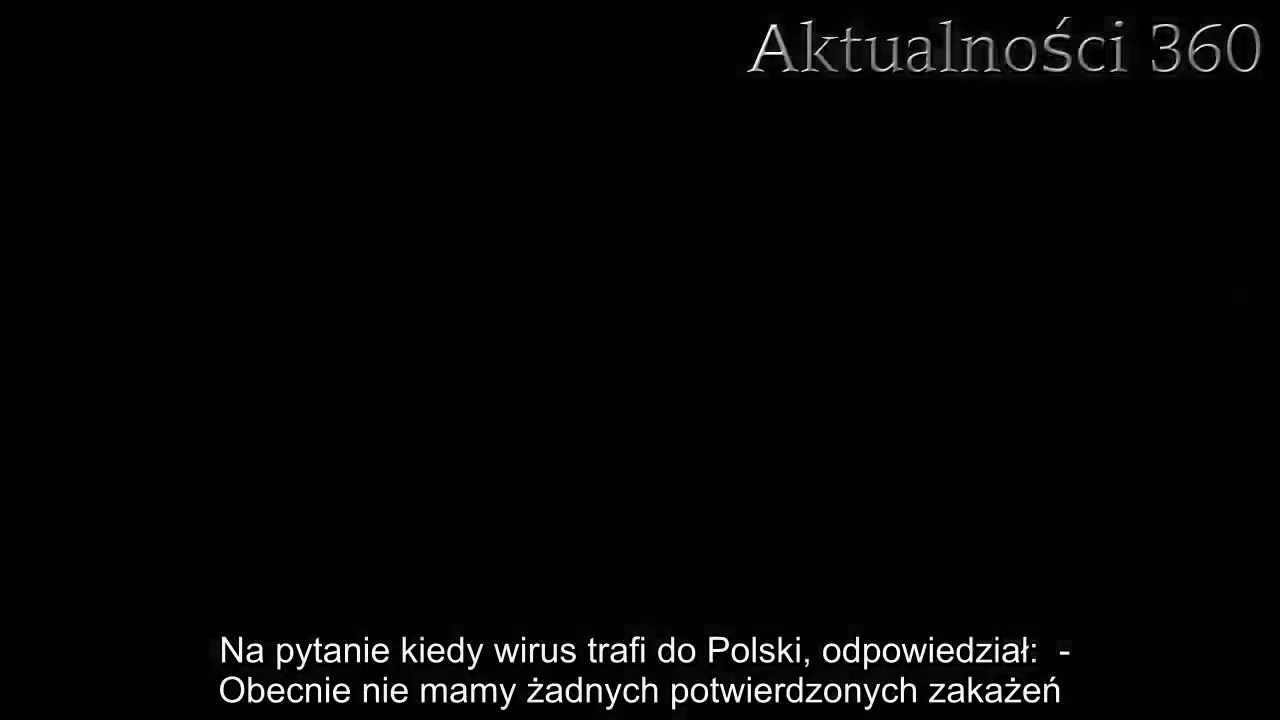 Aktualności 360
Na pytanie kiedy wirus trafi do Polski, odpowiedział:  -
Obecnie nie mamy żadnych potwierdzonych zakażeń